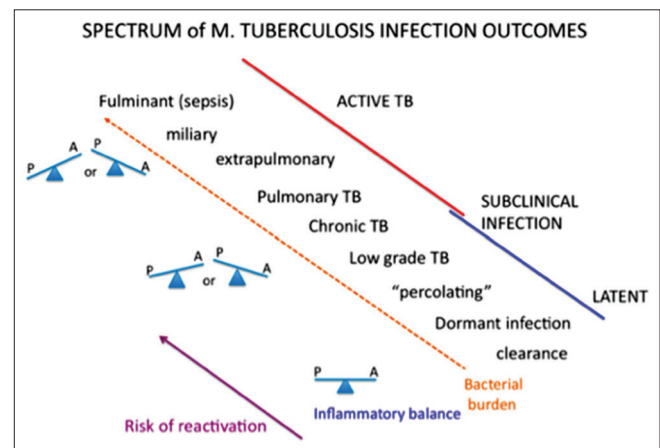 SPECTRUM of M. TUBERCULOSIS INFECTION OUTCOMES
Fulminant (sepsis)
ACTIVE TB
miliary
extrapulmonary
P A or P A
Pulmonary TB
SUBCLINICAL
INFECTION
Chronic TB
Low grade TB
P A or P A
"percolating"
LATENT
Dormant infection
clearance
P A
Bacterial
burden
Inflammatory balance
Risk of reactivation